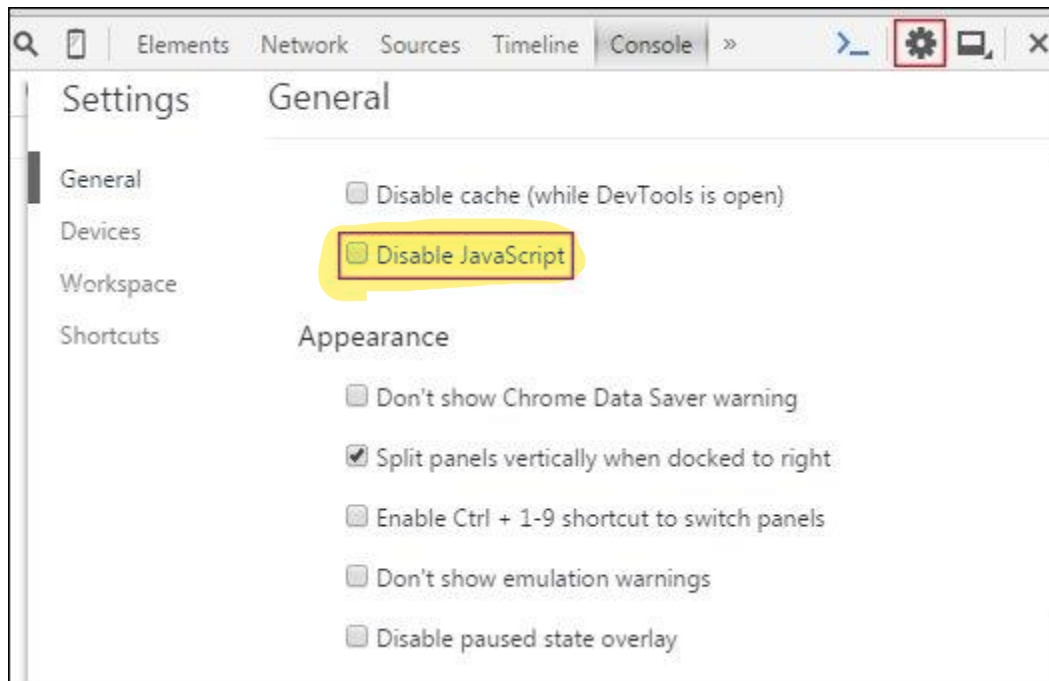 Elements Network Sources Timeline Console »
Settings
General
General
Devices
Workspace
Shortcuts
Disable cache (while DevTools is open)
Disable JavaScript
Appearance
Don't show Chrome Data Saver warning
Split panels vertically when docked to right
Enable Ctrl + 1-9 shortcut to switch panels
Don't show emulation warnings
Disable paused state overlay